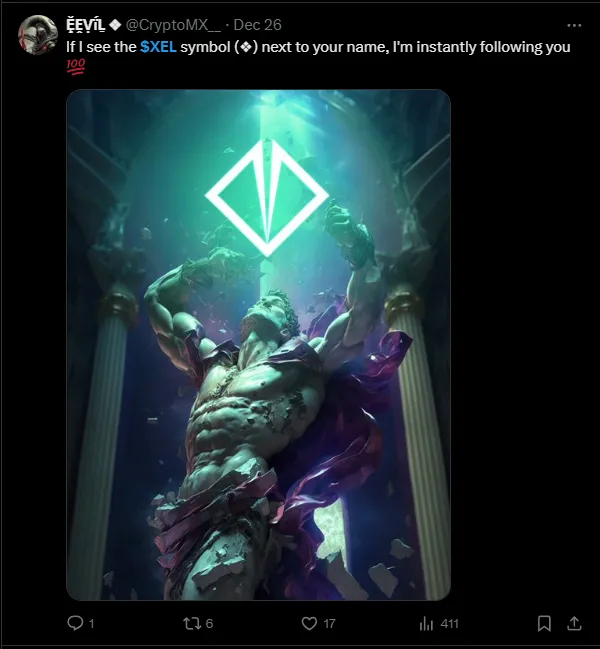 ḜḚṾḯḶ ❖ @CryptoMX__ · Dec 26
If I see the $XEL symbol (❖) next to your name, I'm instantly following you
💯
1
6
17
411